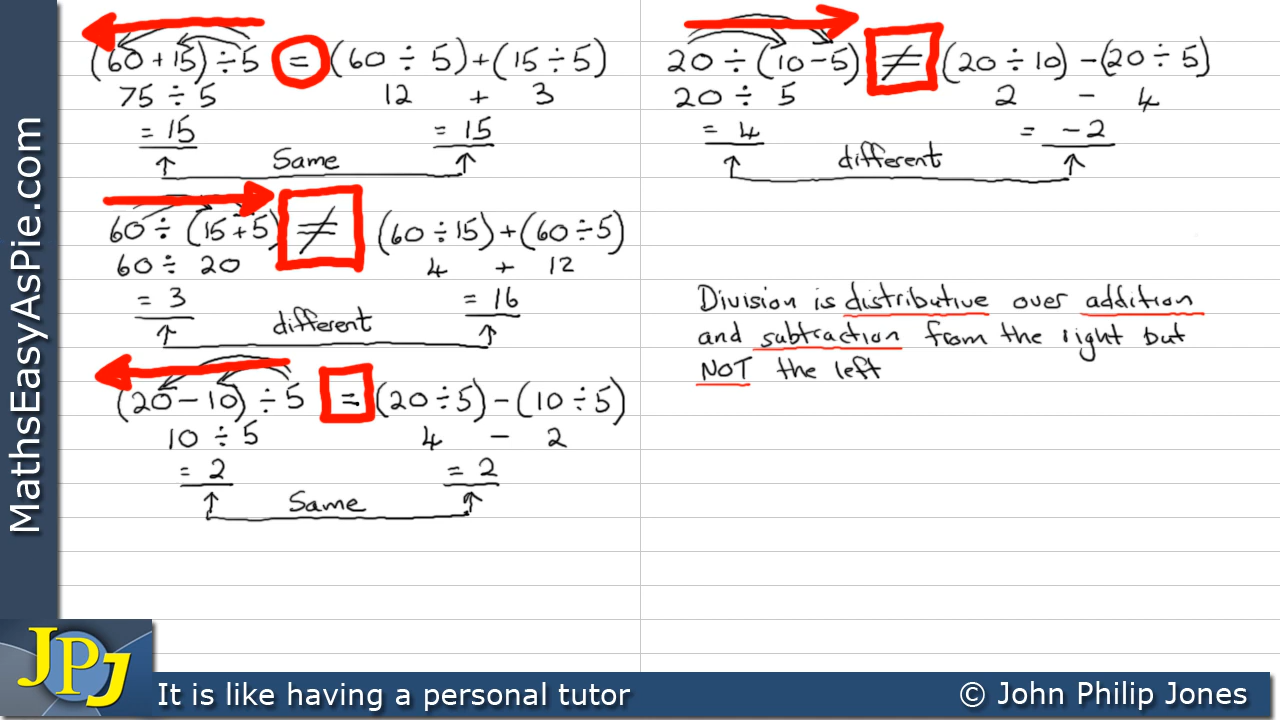 (60 + 15) ÷ 5 = (60 ÷ 5) + (15 ÷ 5)
75 ÷ 5 12 + 3
= 15 = 15
Same
60 ÷ (15 + 5) ≠ (60 ÷ 15) + (60 ÷ 5)
60 ÷ 20 4 + 12
= 3 = 16
different
(20 − 10) ÷ 5 = (20 ÷ 5) − (10 ÷ 5)
10 ÷ 5 4 − 2
= 2 = 2
Same
20 ÷ (10 − 5) ≠ (20 ÷ 10) − (20 ÷ 5)
20 ÷ 5 2 − 4
= 4 = −2
different
Division is distributive over addition
and subtraction from the right but
NOT the left
MathsEasyAsPie.com
JPJ
It is like having a personal tutor
© John Philip Jones